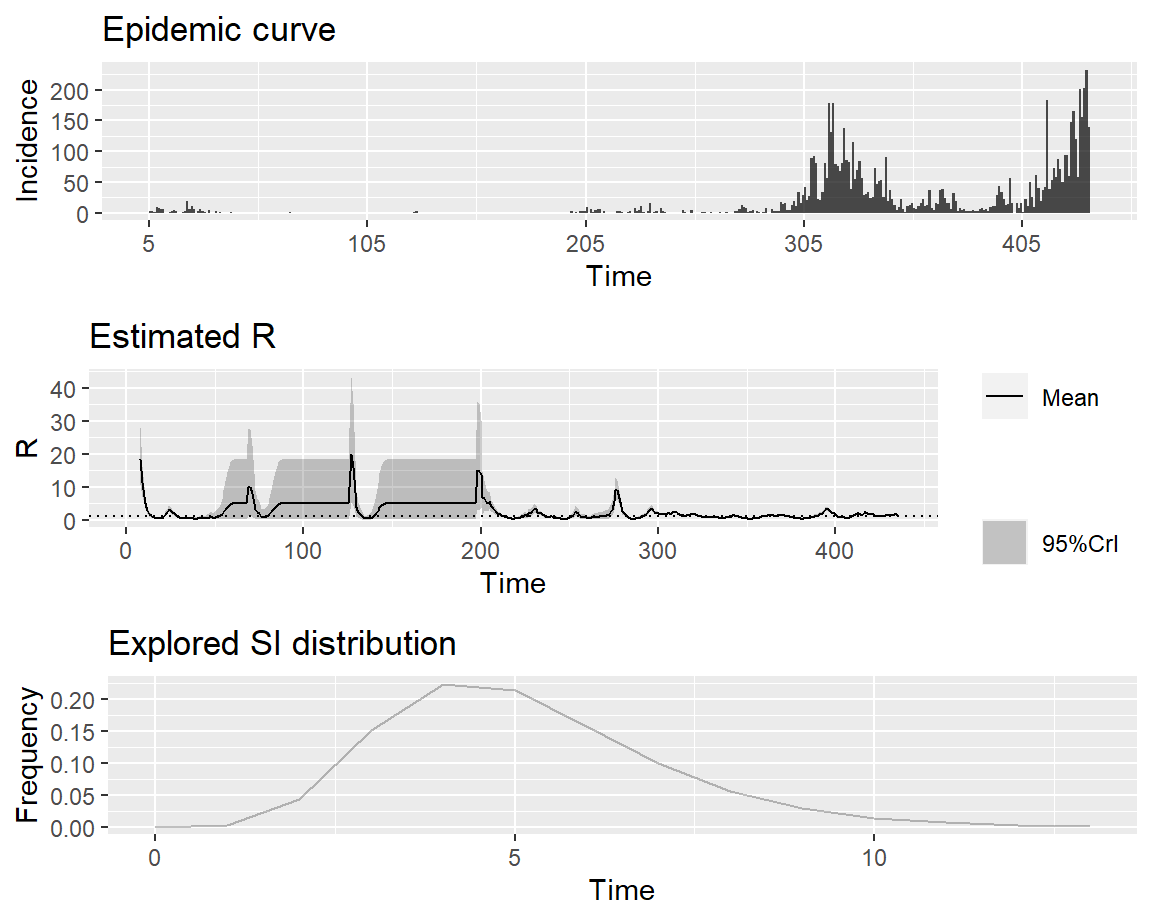 Epidemic curve
Incidence
200
150
100
50
0
5 105 205 305 405
Time
Estimated R
R
40
30
20
10
0
0 100 200 300 400
Time
Mean
95%CrI
Explored SI distribution
Frequency
0.20
0.15
0.10
0.05
0.00
0 5 10
Time